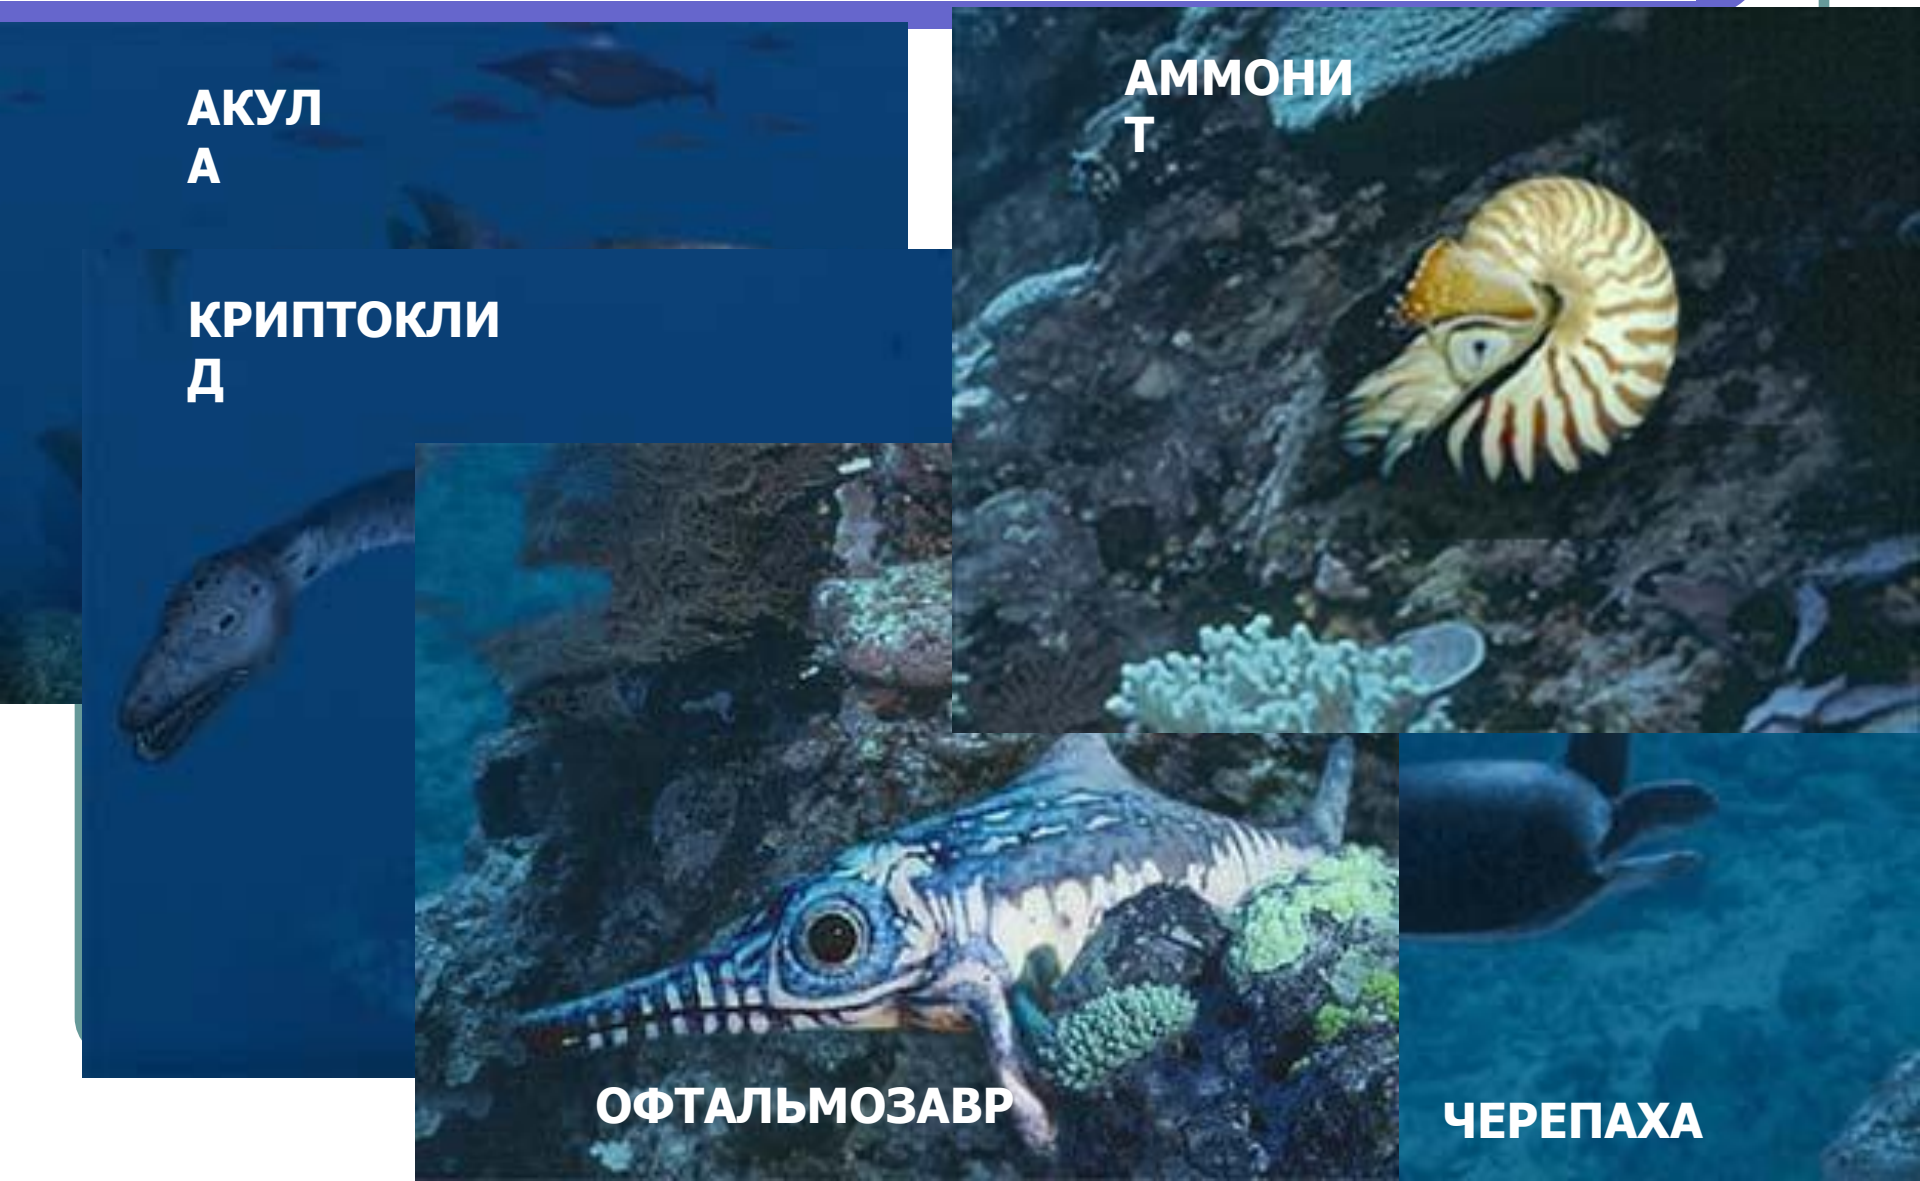 АКУЛ
А
АММОНИ
Т
КРИПТОКЛИ
Д
ОФТАЛЬМОЗАВР
ЧЕРЕПАХА